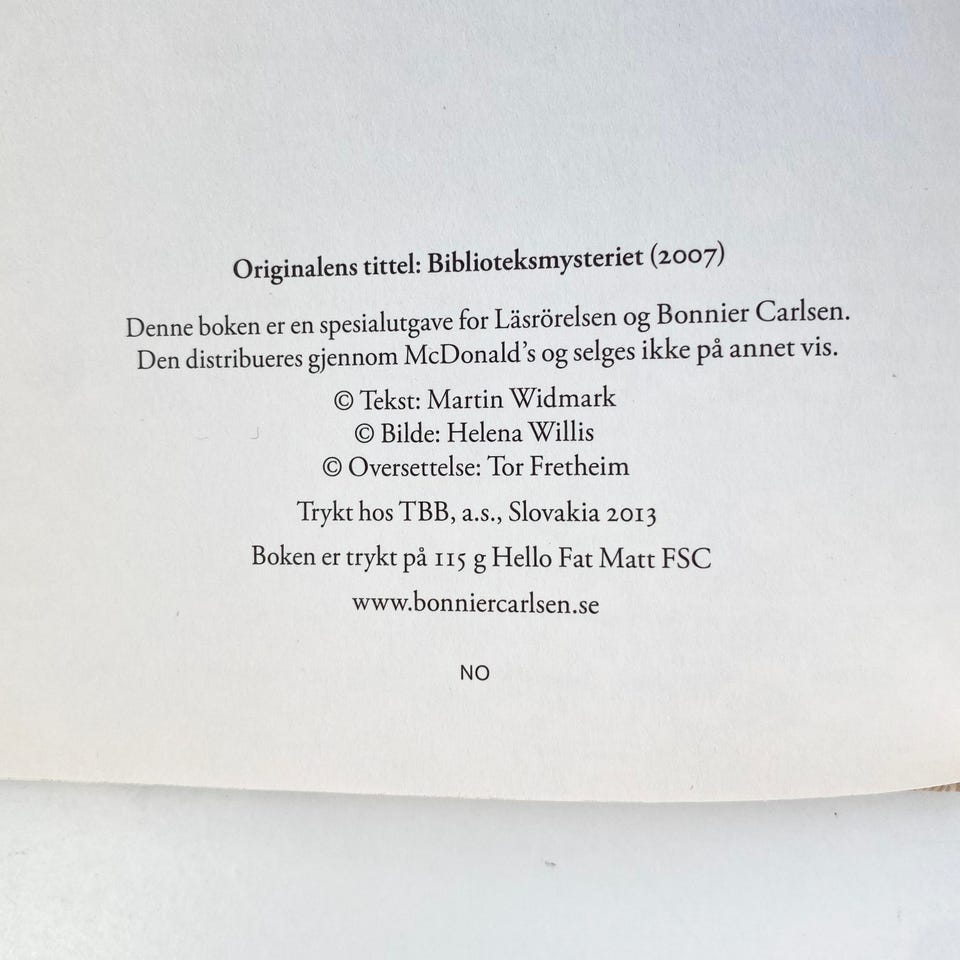 Originalens tittel: Biblioteksmysteriet (2007)
Denne boken er en spesialutgave for Läsrörelsen og Bonnier Carlsen.
Den distribueres gjennom McDonald’s og selges ikke på annet vis.
© Tekst: Martin Widmark
© Bilde: Helena Willis
© Oversettelse: Tor Fretheim
Trykt hos TBB, a.s., Slovakia 2013
Boken er trykt på 115 g Hello Fat Matt FSC
www.bonniercarlsen.se
NO